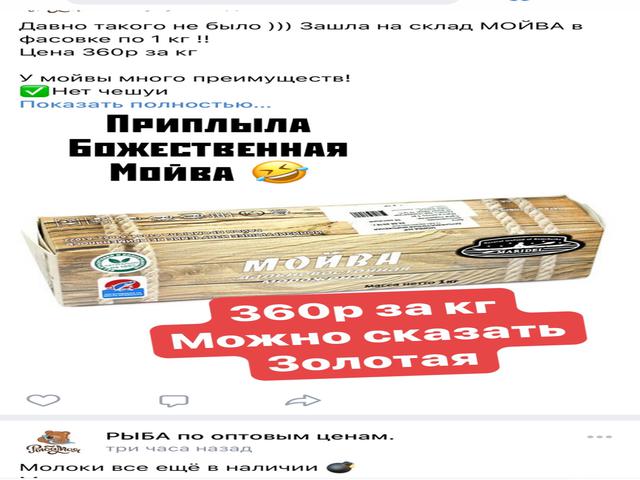 Давно такого не было ))) Зашла на склад МОЙВА в
фасовке по 1 кг !!
Цена 360р за кг
У мойвы много преимуществ!
✅Нет чешуи
Показать полностью...
Приплыла
Божественная
Мойва 🤣
МОЙВА
Масса нетто 1кг
MARIDEL
360р за кг
Можно сказать
Золотая
РЫБА по оптовым ценам.
три часа назад
Молоки все ещё в наличии 💣